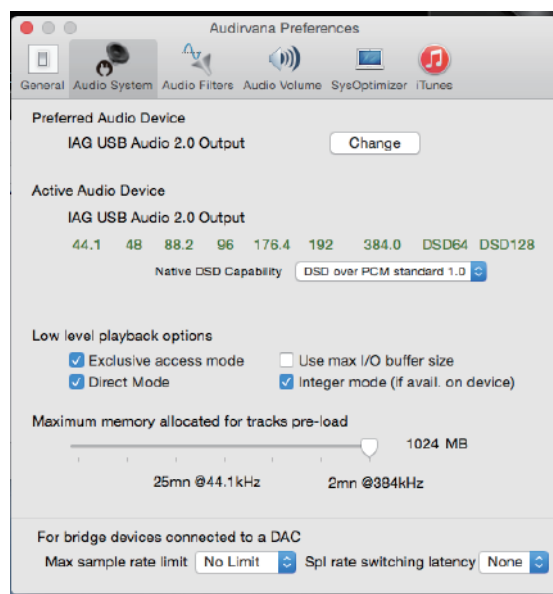 Audirvana Preferences
General Audio System Audio Filters Audio Volume SysOptimizer iTunes
Preferred Audio Device
IAG USB Audio 2.0 Output Change
Active Audio Device
IAG USB Audio 2.0 Output
44.1 48 88.2 96 176.4 192 384.0 DSD64 DSD128
Native DSD Capability DSD over PCM standard 1.0
Low level playback options
Exclusive access mode Use max I/O buffer size
Direct Mode Integer mode (if avail. on device)
Maximum memory allocated for tracks pre-load
1024 MB
25mn @44.1kHz 2mn @384kHz
For bridge devices connected to a DAC
Max sample rate limit No Limit Spl rate switching latency None